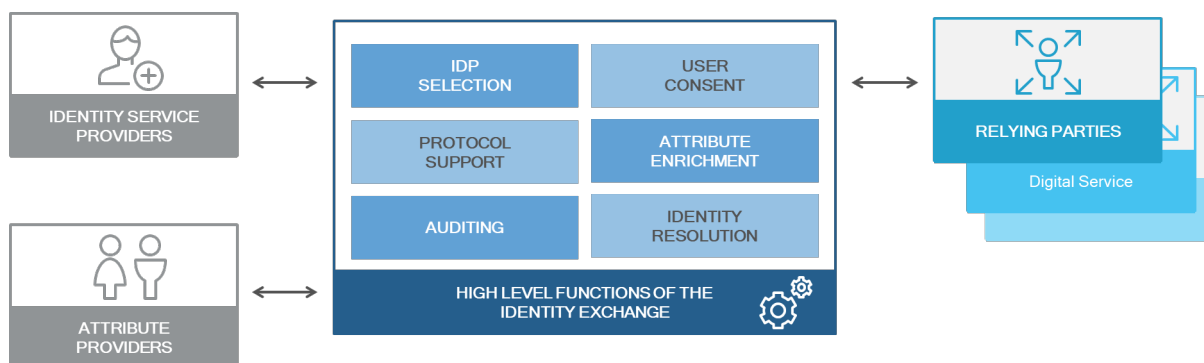 IDENTITY SERVICE
PROVIDERS
ATTRIBUTE
PROVIDERS
IDP
SELECTION
USER
CONSENT
PROTOCOL
SUPPORT
ATTRIBUTE
ENRICHMENT
AUDITING
IDENTITY
RESOLUTION
HIGH LEVEL FUNCTIONS OF THE
IDENTITY EXCHANGE
RELYING PARTIES
Digital Service